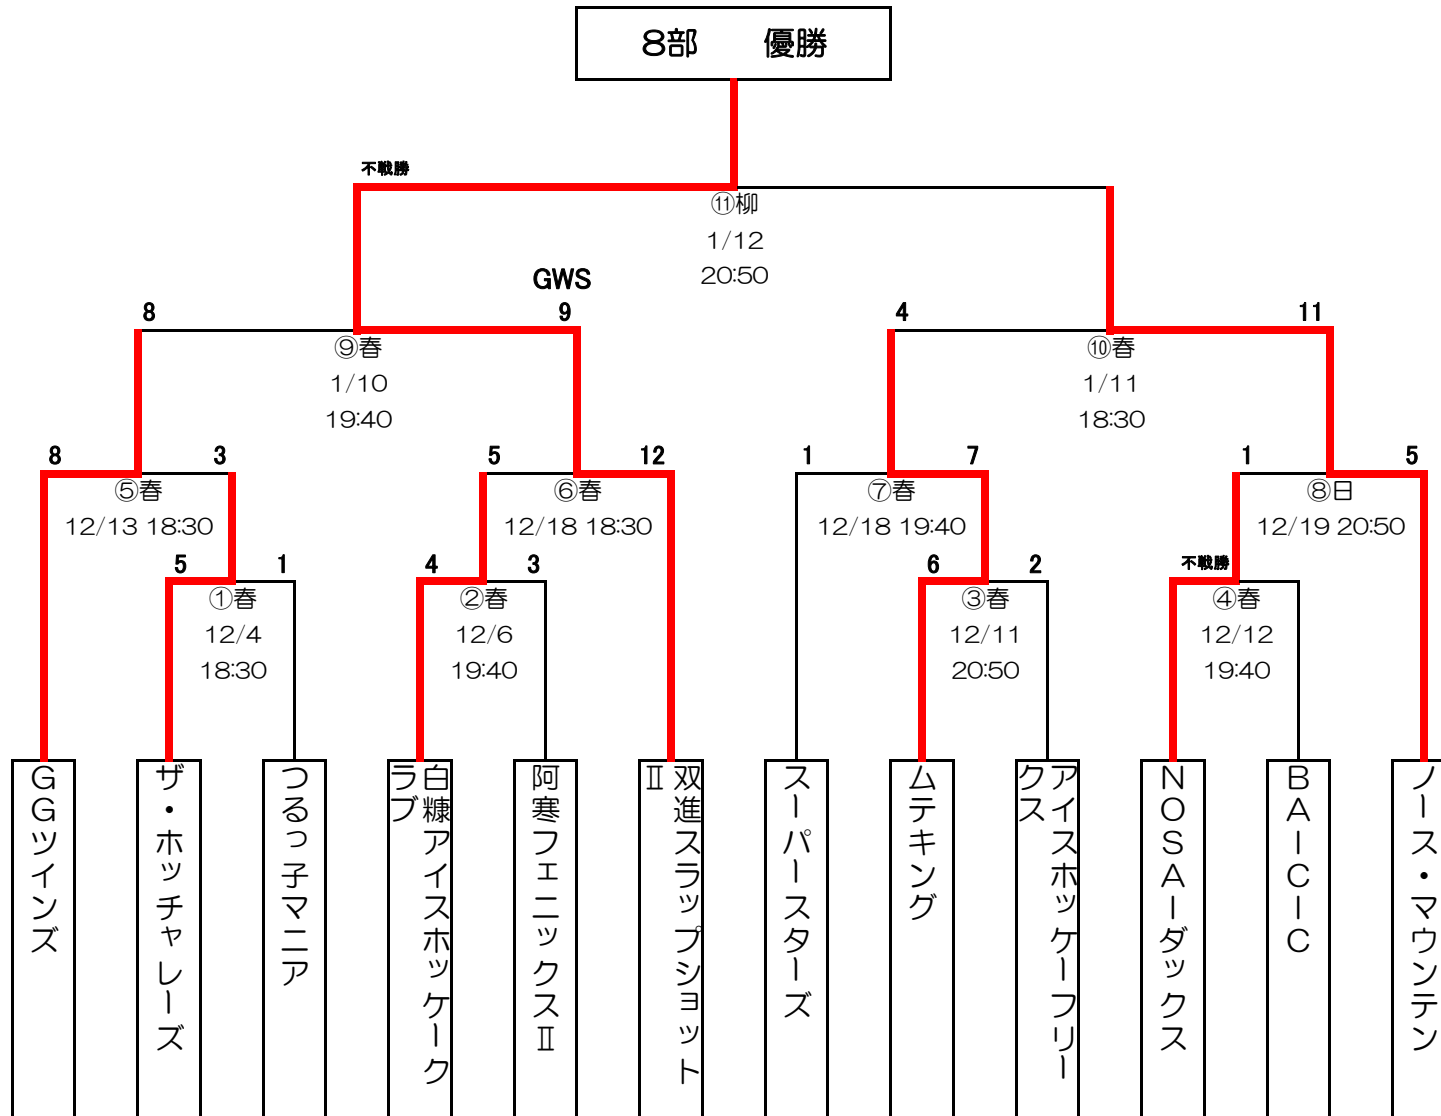 8部　優勝
不戦勝
⑪柳
1/12
20:50
GWS
8
9
4
11
⑨春
1/10
19:40
⑩春
1/11
18:30
8
3
5
12
1
7
1
5
⑤春
12/13 18:30
⑥春
12/18 18:30
⑦春
12/18 19:40
⑧日
12/19 20:50
5
1
4
3
6
2
不戦勝
①春
12/4
18:30
②春
12/6
19:40
③春
12/11
20:50
④春
12/12
19:40
GGツインズ
ザ・ホッチャレーズ
つるっ子マニア
白糠アイスホッケーク
ラブ
阿寒フェニックスⅡ
双進スラップショット
Ⅱ
スーパースターズ
ムテキング
アイスホッケーフリー
クス
NOSAIダックス
BAICIC
ノース・マウンテン